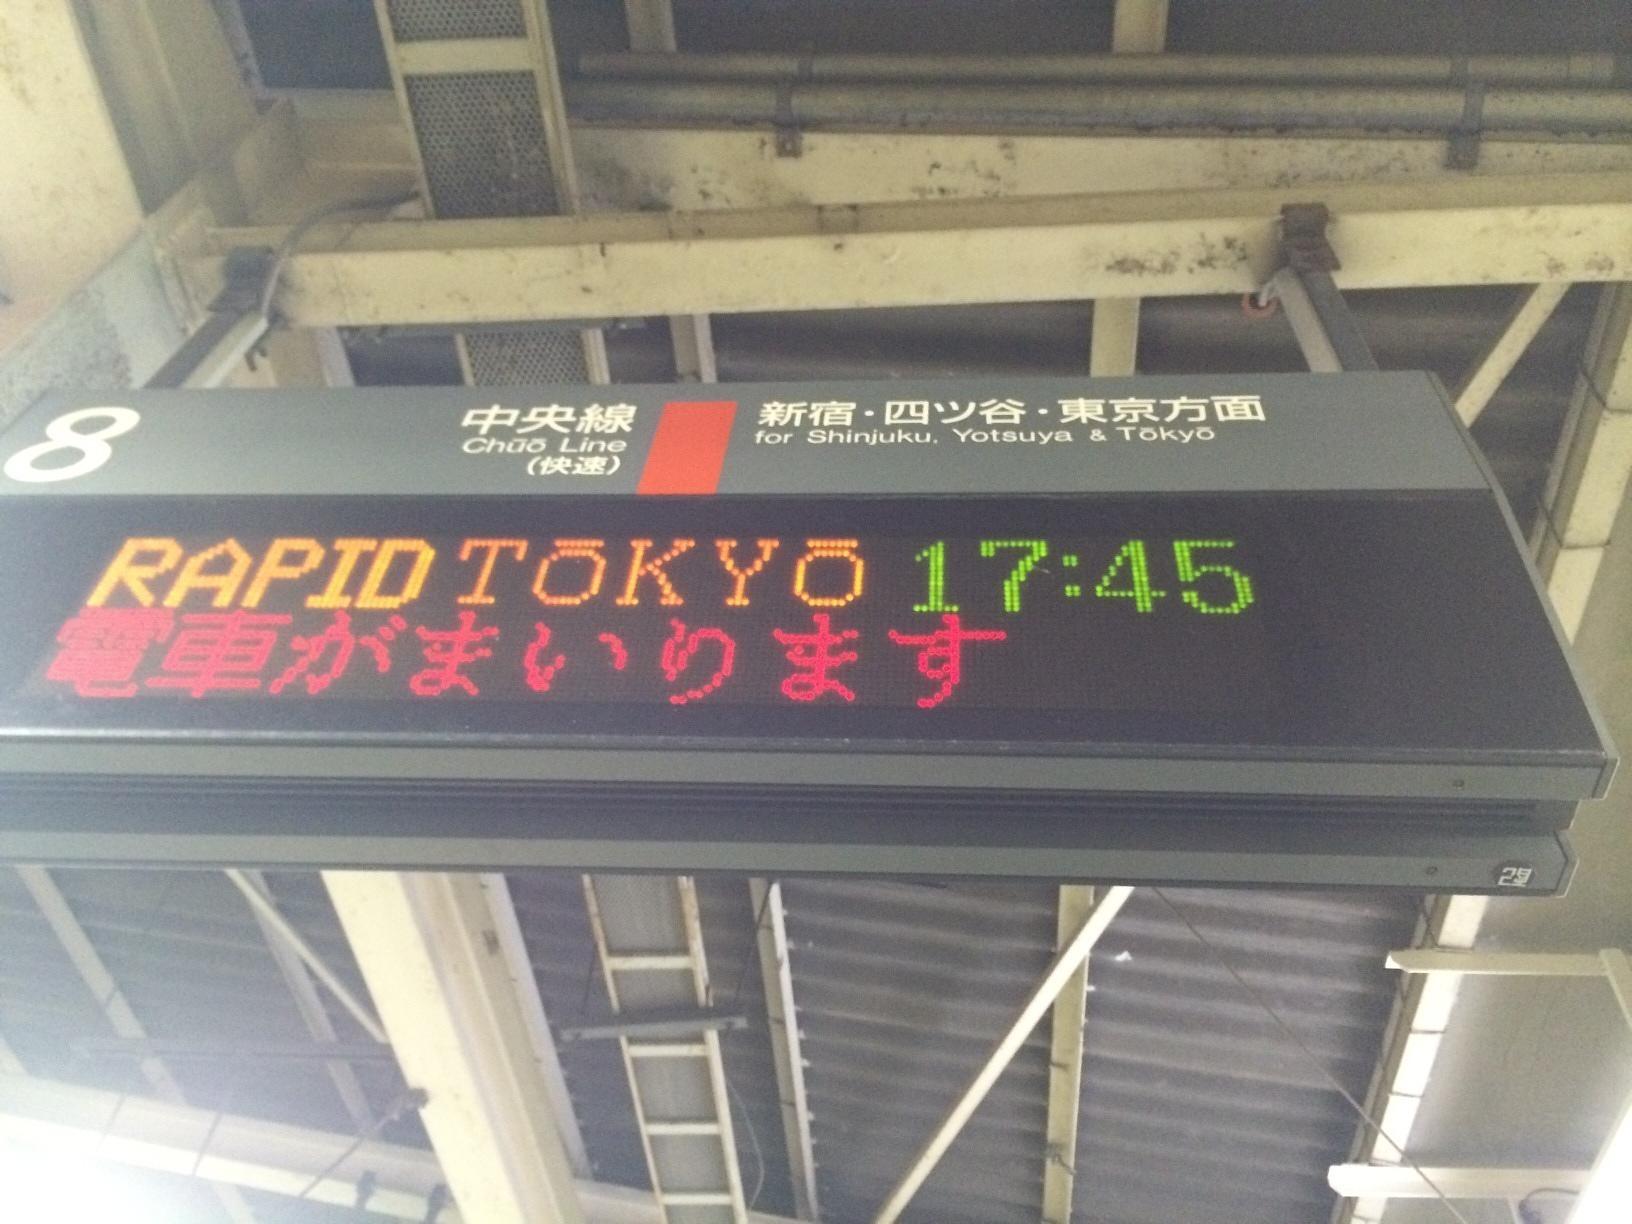 8
中央線
Chūō Line
(快速)
新宿・四ツ谷・東京方面
for Shinjuku, Yotsuya & Tōkyō
RAPID TŌKYŌ 17:45
電車がまいります